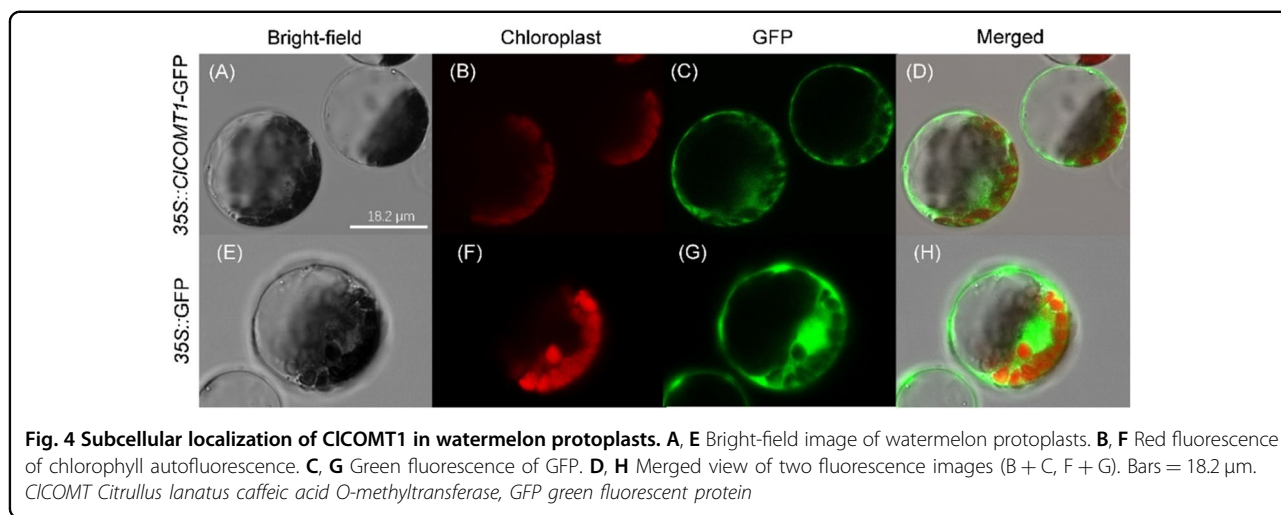 Bright-field Chloroplast GFP Merged
35S::ClCOMT1-GFP
(A) (B) (C) (D)
18.2 µm
35S::GFP
(E) (F) (G) (H)
Fig. 4 Subcellular localization of ClCOMT1 in watermelon protoplasts. A, E Bright-field image of watermelon protoplasts. B, F Red fluorescence
of chlorophyll autofluorescence. C, G Green fluorescence of GFP. D, H Merged view of two fluorescence images (B + C, F + G). Bars = 18.2 µm.
ClCOMT Citrullus lanatus caffeic acid O-methyltransferase, GFP green fluorescent protein